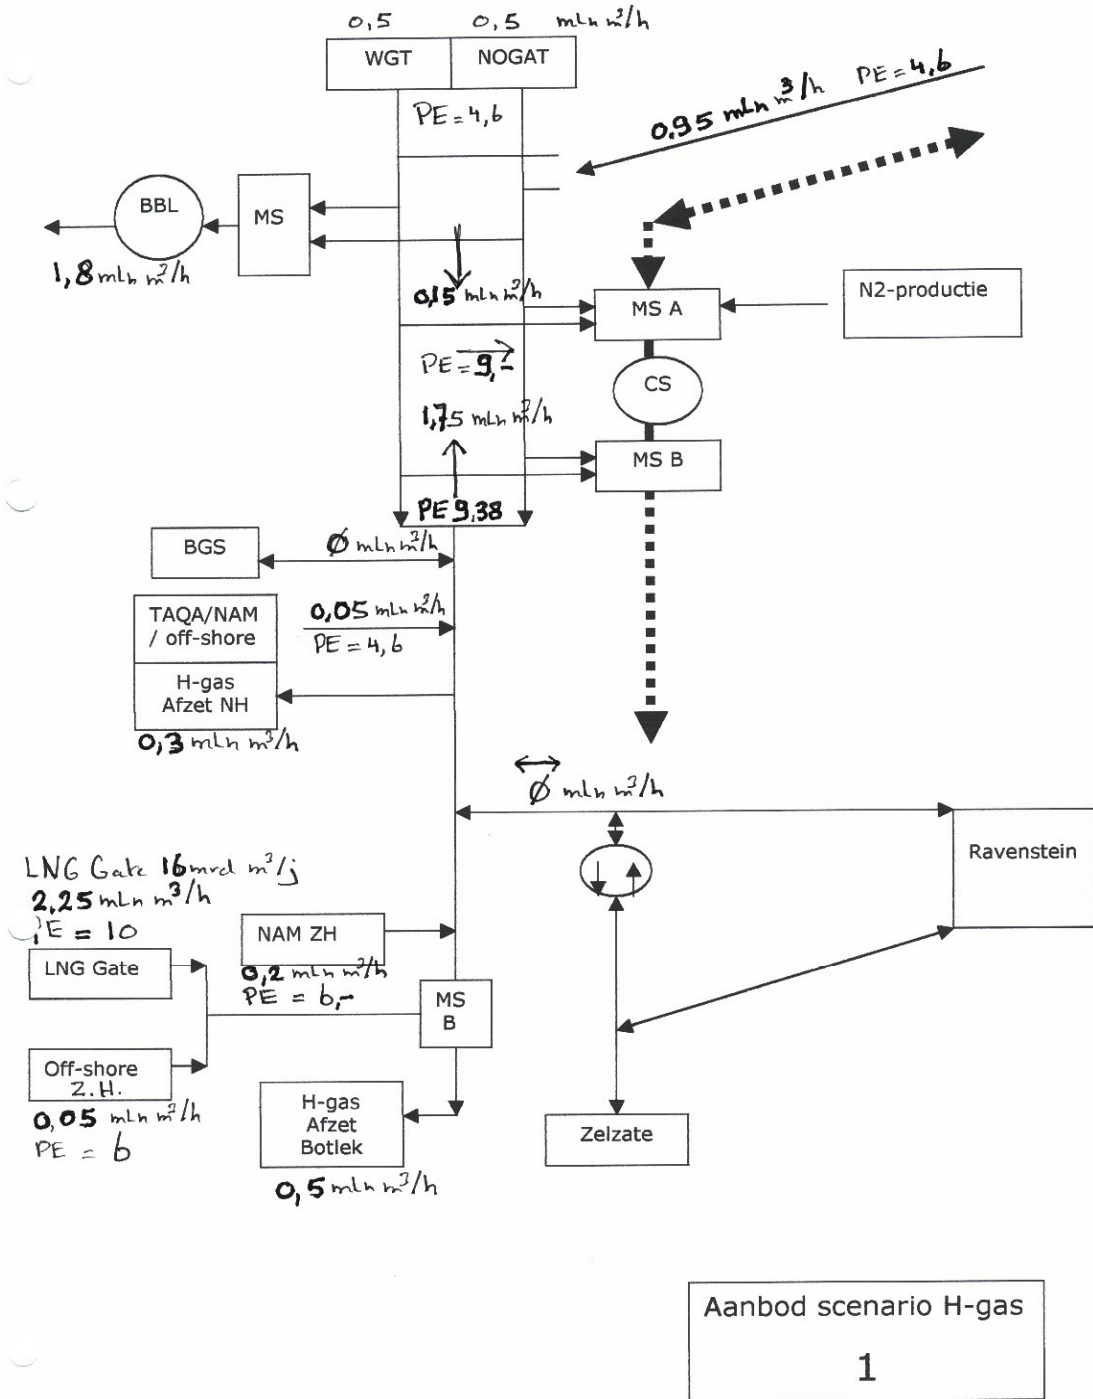 0,5 0,5 mln m³/h
WGT NOGAT
PE = 4,6
0,95 mln m³/h PE = 4,6
BBL
MS
1,8 mln m³/h
0,15 mln m³/h
MS A
N2-productie
PE = 9,-
CS
1,75 mln m³/h
MS B
PE 9,38
BGS
Ø mln m³/h
TAQA/NAM
/ off-shore
0,05 mln m³/h
PE = 4,6
H-gas
Afzet NH
0,3 mln m³/h
Ø mln m³/h
Ravenstein
LNG Gate 16 mrd m³/j
2,25 mln m³/h
PE = 10
LNG Gate
NAM ZH
0,2 mln m³/h
PE = 6,-
MS
B
Off-shore
Z.H.
0,05 mln m³/h
PE = 6
H-gas
Afzet
Botlek
0,5 mln m³/h
Zelzate
Aanbod scenario H-gas
1